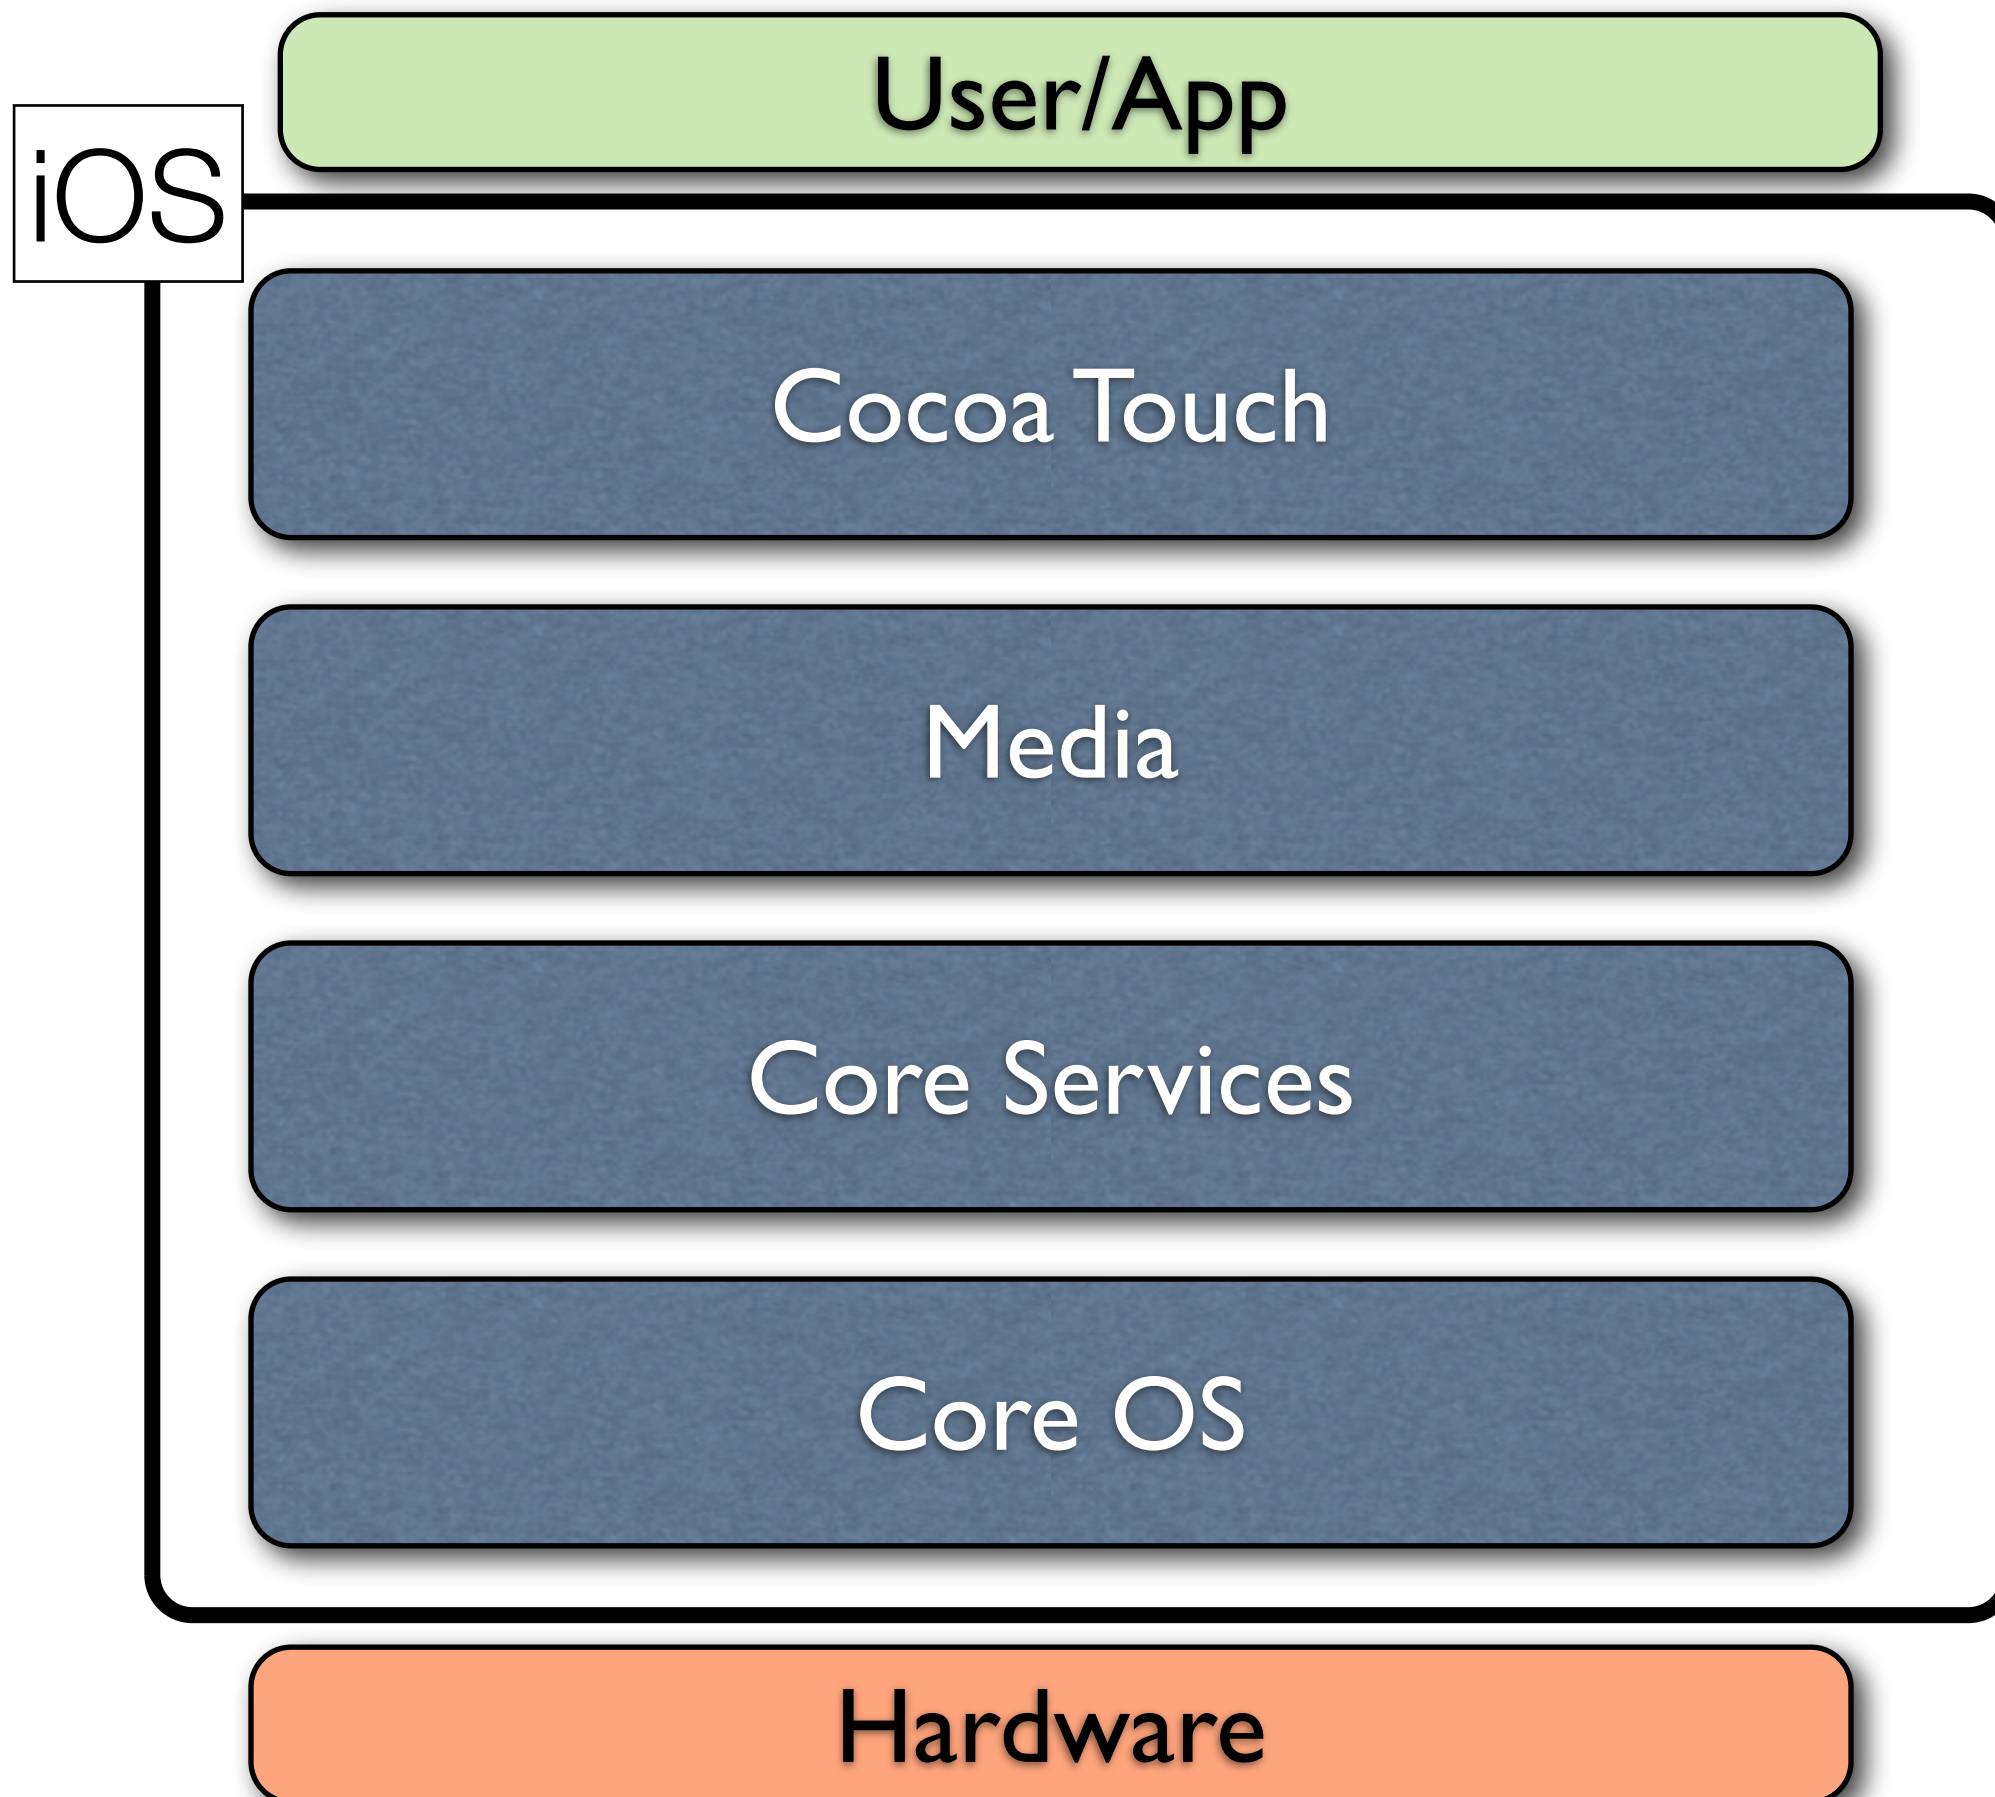 User/App
iOS
Cocoa Touch
Media
Core Services
Core OS
Hardware